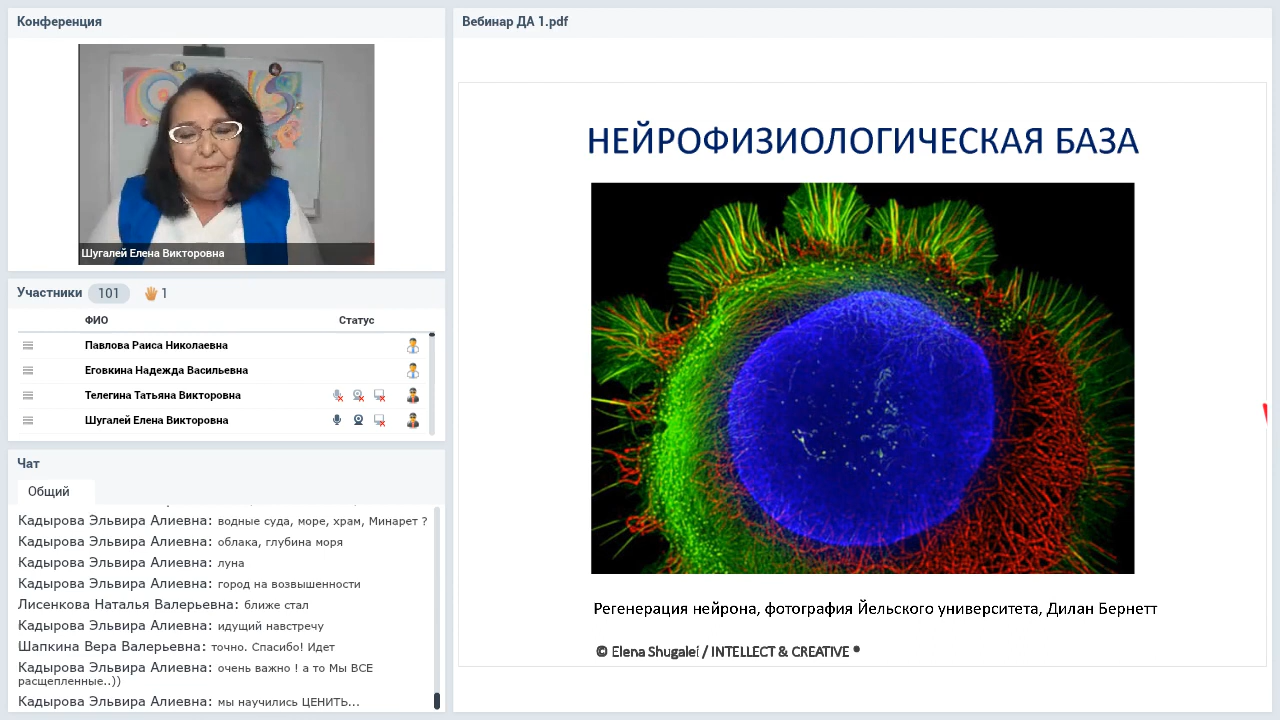 Конференция
Шугалей Елена Викторовна
Участники 101 1
ФИО Статус
Павлова Раиса Николаевна
Еговкина Надежда Васильевна
Телегина Татьяна Викторовна
Шугалей Елена Викторовна
Чат
Общий
Кадырова Эльвира Алиевна: водные суда, море, храм, Минарет ?
Кадырова Эльвира Алиевна: облака, глубина моря
Кадырова Эльвира Алиевна: луна
Кадырова Эльвира Алиевна: город на возвышенности
Лисенкова Наталья Валерьевна: ближе стал
Кадырова Эльвира Алиевна: идущий навстречу
Шапкина Вера Валерьевна: точно. Спасибо! Идет
Кадырова Эльвира Алиевна: очень важно ! а то Мы ВСЕ
расщепленные..))
Кадырова Эльвира Алиевна: мы научились ЦЕНИТЬ...
Вебинар ДА 1.pdf
НЕЙРОФИЗИОЛОГИЧЕСКАЯ БАЗА
Регенерация нейрона, фотография Йельского университета, Дилан Бернетт
© Elena Shugalei / INTELLECT & CREATIVE ®